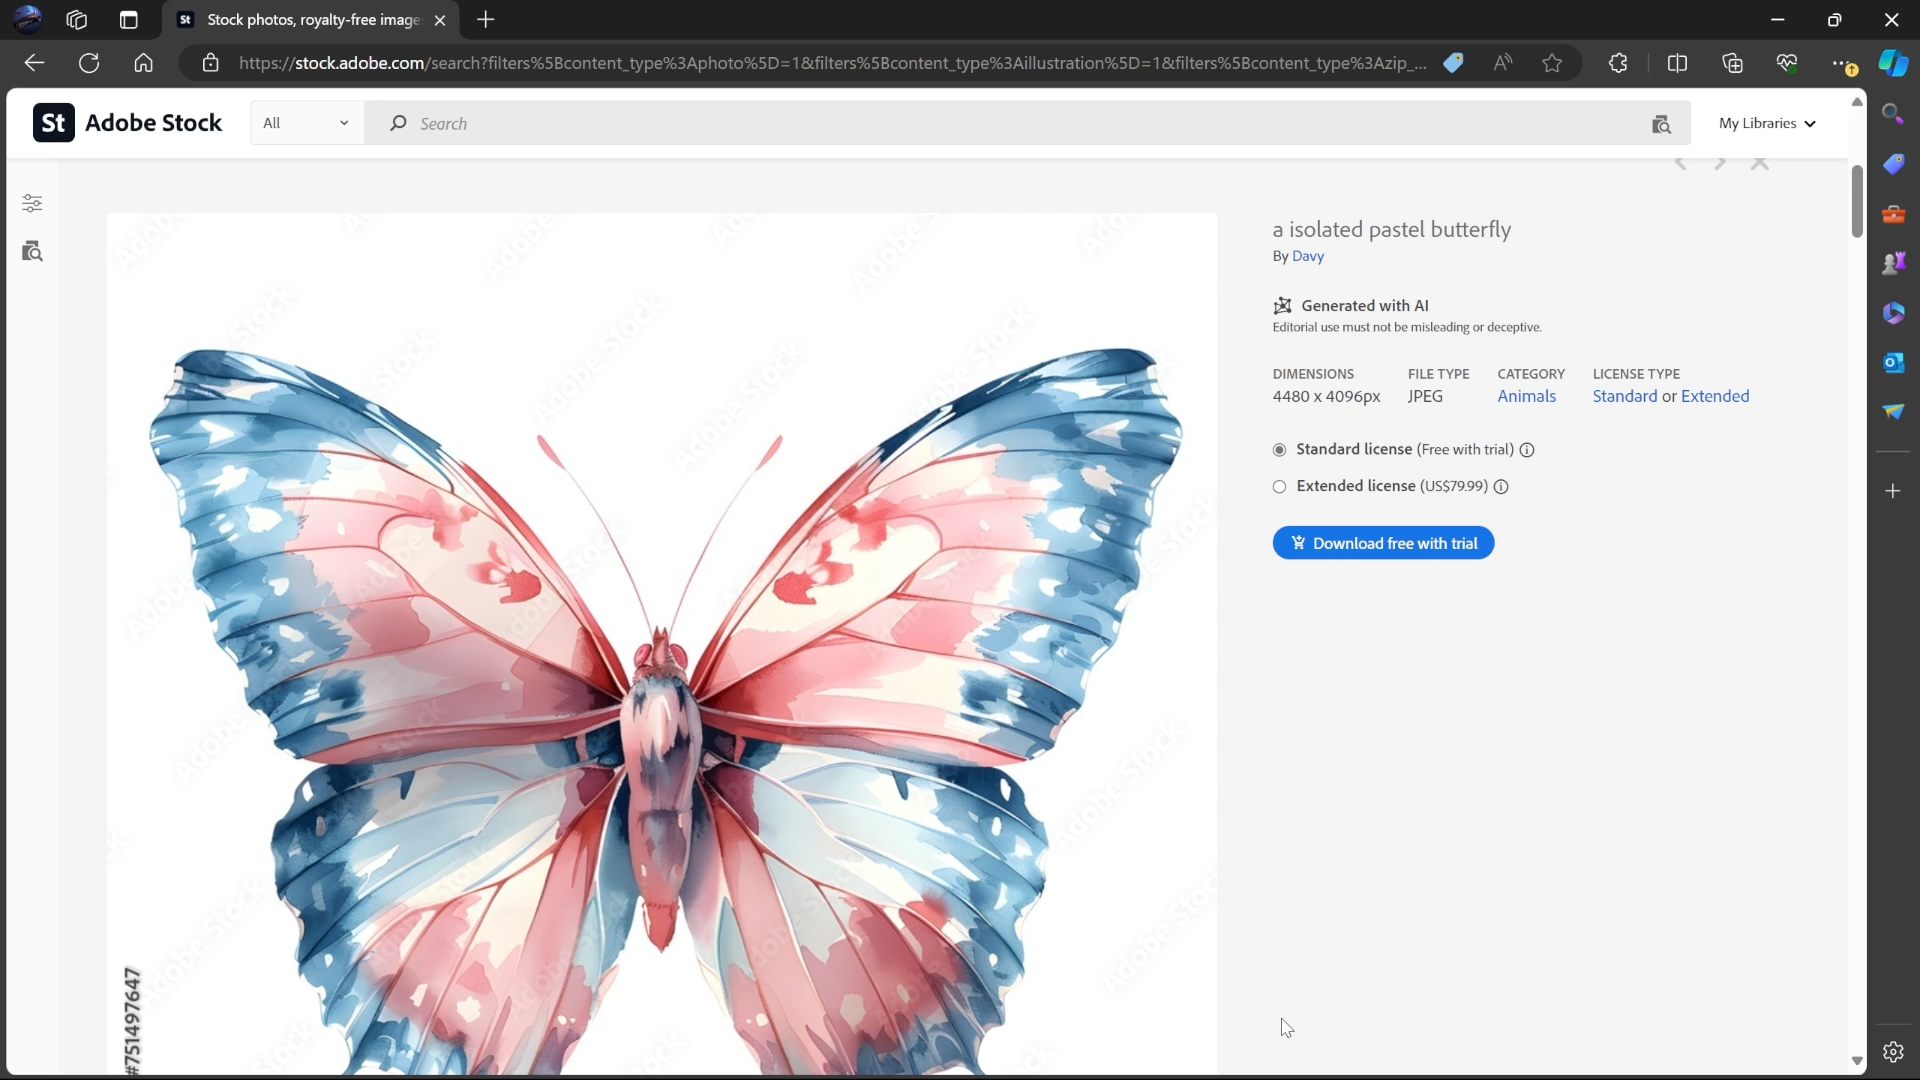 Stock photos, royalty-free image
https://stock.adobe.com/search?filters%5Bcontent_type%3Aphoto%5D=1&filters%5Bcontent_type%3Aillustration%5D=1&filters%5Bcontent_type%3Azip_...
St Adobe Stock
All
Search
My Libraries
a isolated pastel butterfly
By Davy
Generated with AI
Editorial use must not be misleading or deceptive.
DIMENSIONS FILE TYPE CATEGORY LICENSE TYPE
4480 x 4096px JPEG Animals Standard or Extended
Standard license (Free with trial)
Extended license (US$79.99)
Download free with trial
Adobe Stock
#751497647